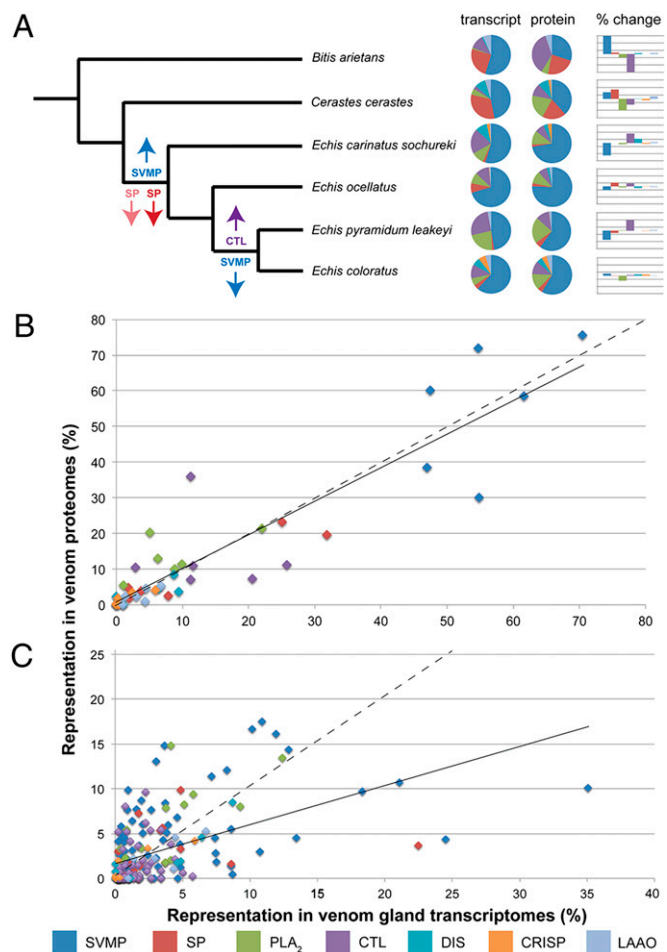 A
transcript protein % change
Bitis arietans
Cerastes cerastes
Echis carinatus sochureki
SVMP
SP SP
Echis ocellatus
CTL
Echis pyramidum leakeyi
SVMP
Echis coloratus
B
80
70
60
50
40
30
20
10
0
0 10 20 30 40 50 60 70 80
Representation in venom proteomes (%)
C
25
20
15
10
5
0
0 5 10 15 20 25 30 35 40
Representation in venom gland transcriptomes (%)
SVMP SP PLA₂ CTL DIS CRISP LAAO